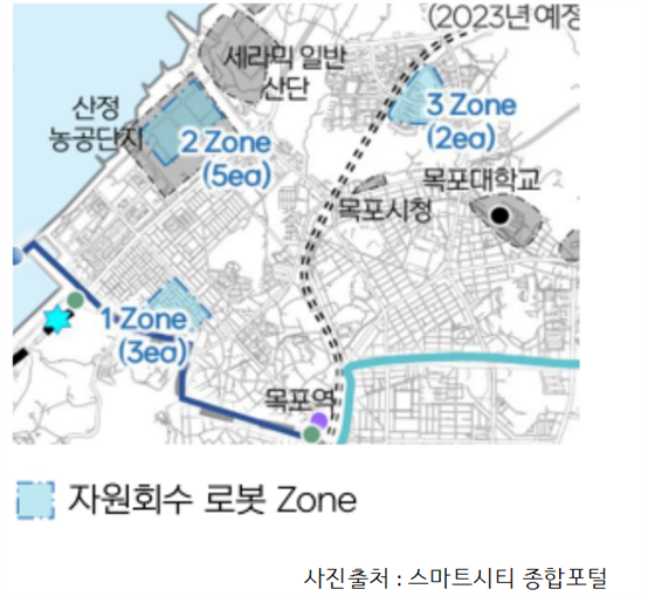 (2023년예정
세라믹 일반
산단
산정
농공단지
2 Zone
(5ea)
3 Zone
(2ea)
목포대학교
목포시청
1 Zone
(3ea)
목포역
자원회수 로봇 Zone
사진출처 : 스마트시티 종합포털